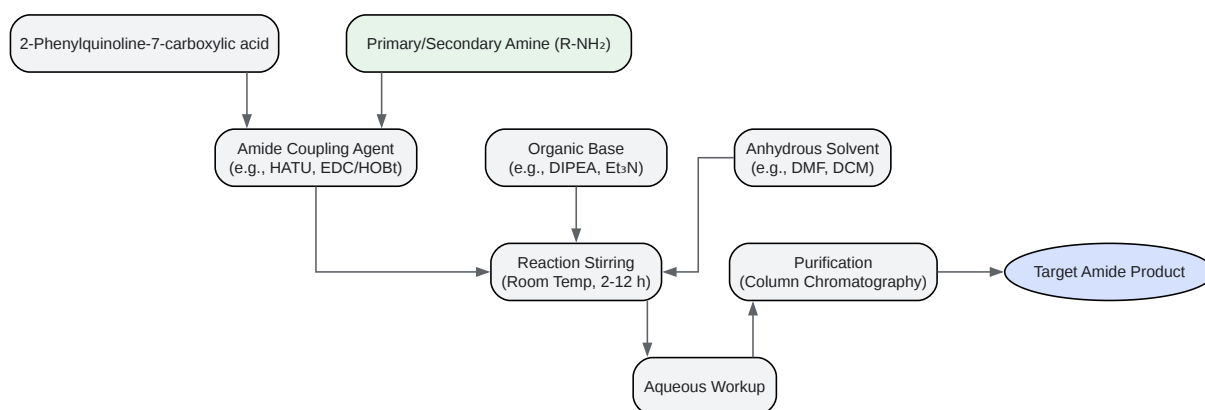 2-Phenylquinoline-7-carboxylic acid
Primary/Secondary Amine (R-NH₂)
Amide Coupling Agent
(e.g., HATU, EDC/HOBt)
Organic Base
(e.g., DIPEA, Et₃N)
Anhydrous Solvent
(e.g., DMF, DCM)
Reaction Stirring
(Room Temp, 2-12 h)
Purification
(Column Chromatography)
Target Amide Product
Aqueous Workup